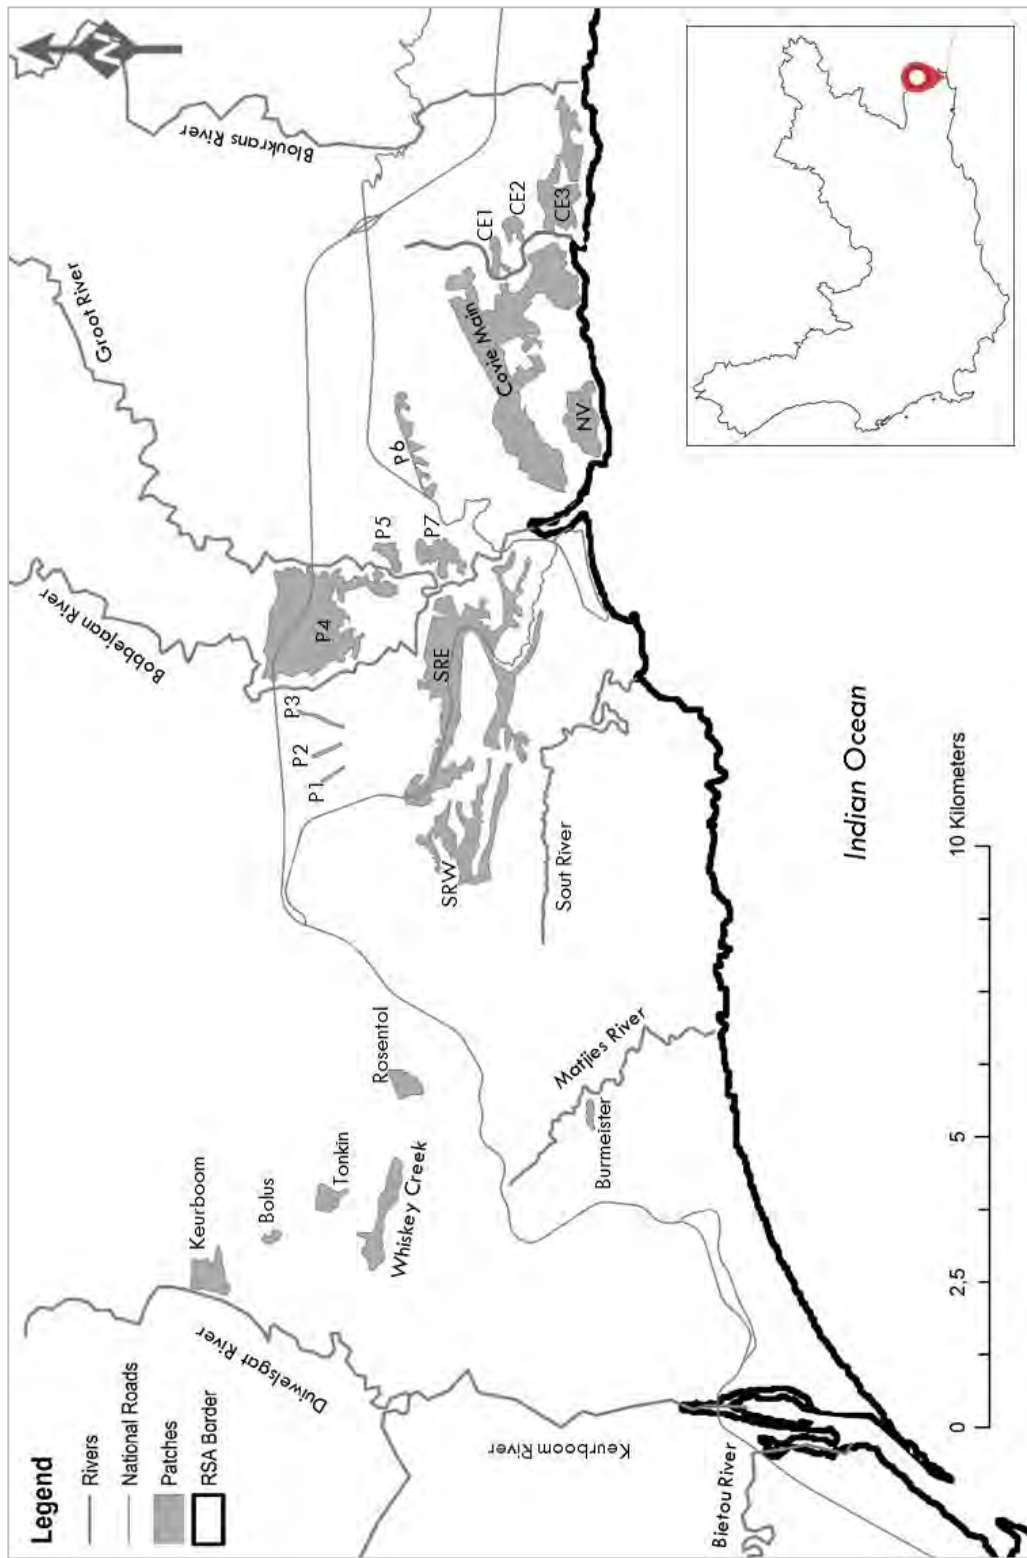 Legend
Rivers
National Roads
Patches
RSA Border
N
Duiwelsgat River
Keurboom River
Bietou River
Keurboom
Bolus
Tonkin
Whiskey Creek
Rosentol
Matjies River
Burmeister
Bobbejaan River
Groot River
Bloukrans River
P1
P2
P3
P4
P5
P6
P7
SRE
SRW
Sout River
Covie Main
CE1
CE2
CE3
NV
Indian Ocean
0
2,5
5
10 Kilometers